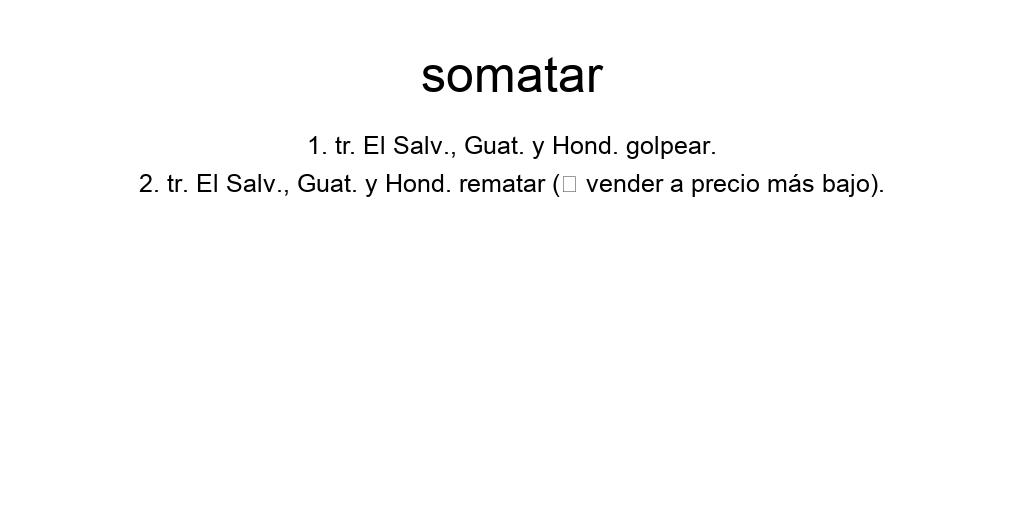 somatar
1. tr. El Salv., Guat. y Hond. golpear.
2. tr. El Salv., Guat. y Hond. rematar (□ vender a precio más bajo).